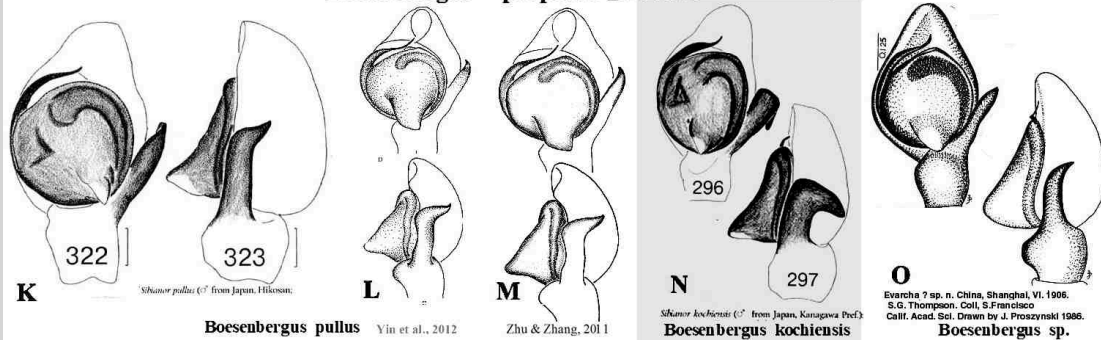 0.125
322
323
296
297
K
L
M
N
O
Sibianor pullus (♂ from Japan, Hikosan;
Sibianor kochiensis (♂ from Japan, Kanagawa Pref.):
Evarcha ? sp. n. China, Shanghai, VI. 1906.
S.G. Thompson. Coll, S.Francisco
Calif. Acad. Sci. Drawn by J. Proszynski 1986.
Boesenbergus pullus Yin et al., 2012 Zhu & Zhang, 2011 Boesenbergus kochiensis Boesenbergus sp.